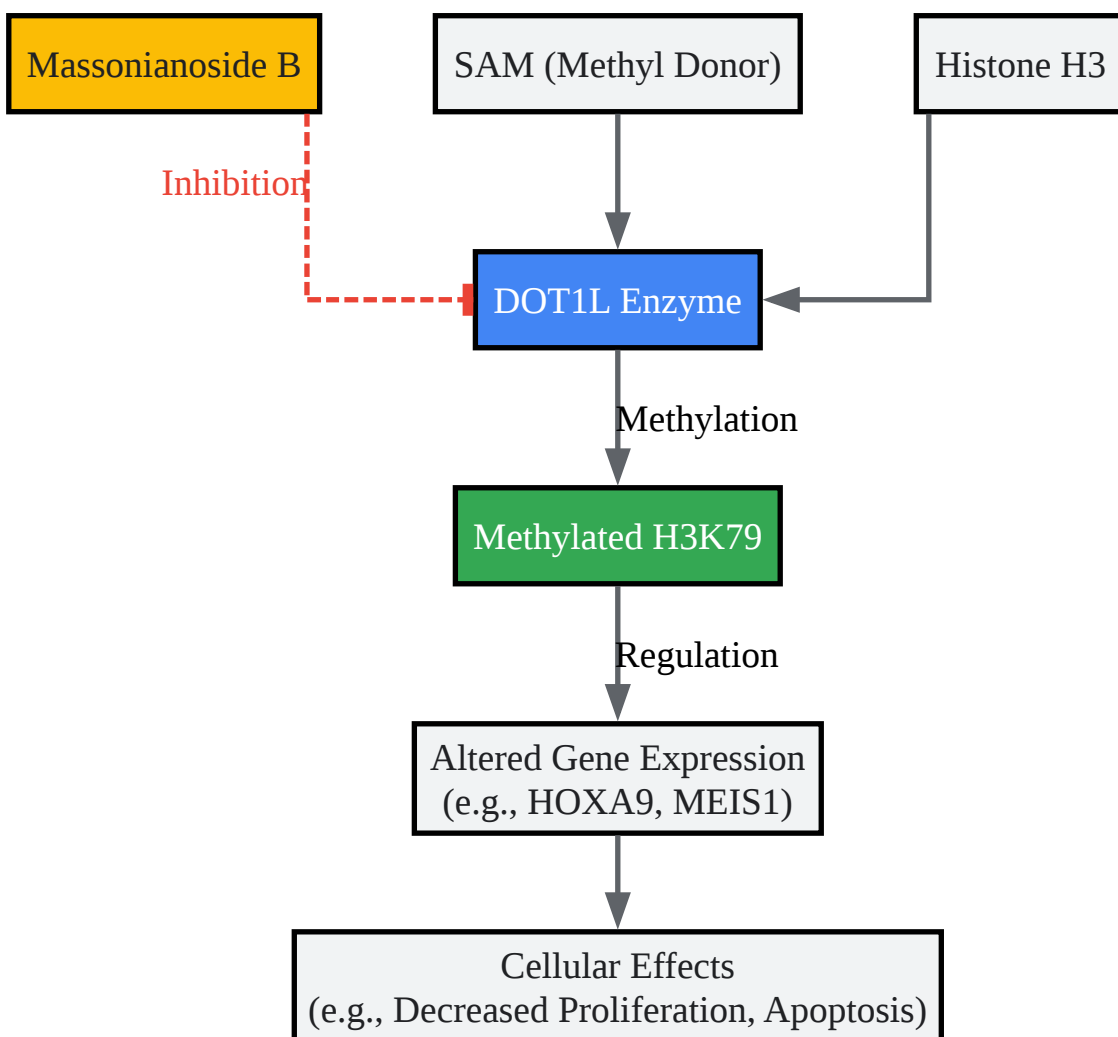 Massonianoside B
SAM (Methyl Donor)
Histone H3
Inhibition
DOT1L Enzyme
Methylation
Methylated H3K79
Regulation
Altered Gene Expression
(e.g., HOXA9, MEIS1)
Cellular Effects
(e.g., Decreased Proliferation, Apoptosis)